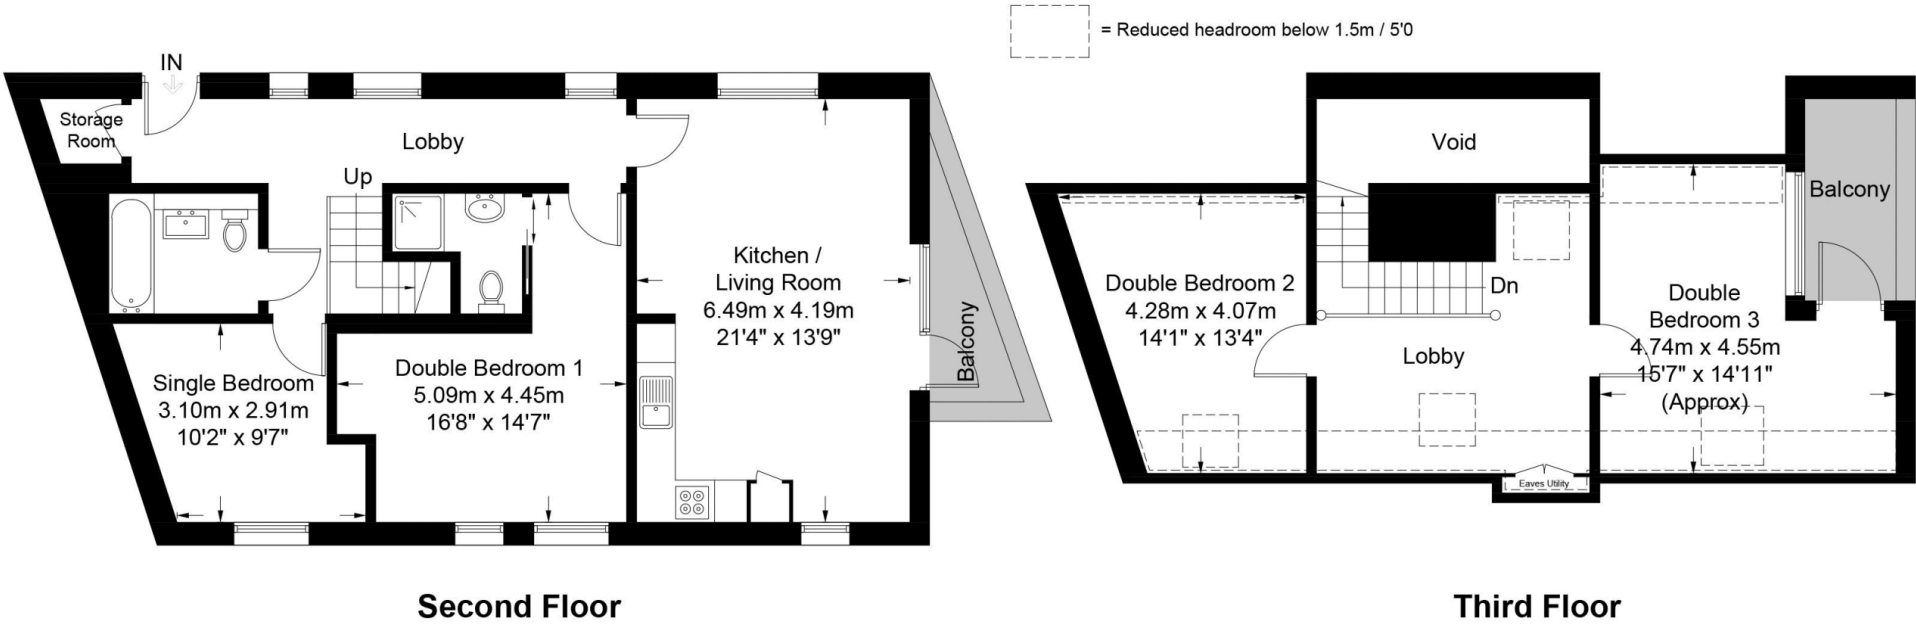 = Reduced headroom below 1.5m / 5'0
IN
Storage
Room
Lobby
Up
Kitchen /
Living Room
6.49m x 4.19m
21'4" x 13'9"
Balcony
Single Bedroom
3.10m x 2.91m
10'2" x 9'7"
Double Bedroom 1
5.09m x 4.45m
16'8" x 14'7"
Second Floor
Void
Balcony
Double Bedroom 2
4.28m x 4.07m
14'1" x 13'4"
Dn
Lobby
Double
Bedroom 3
4.74m x 4.55m
15'7" x 14'11"
(Approx)
Eaves Utility
Third Floor